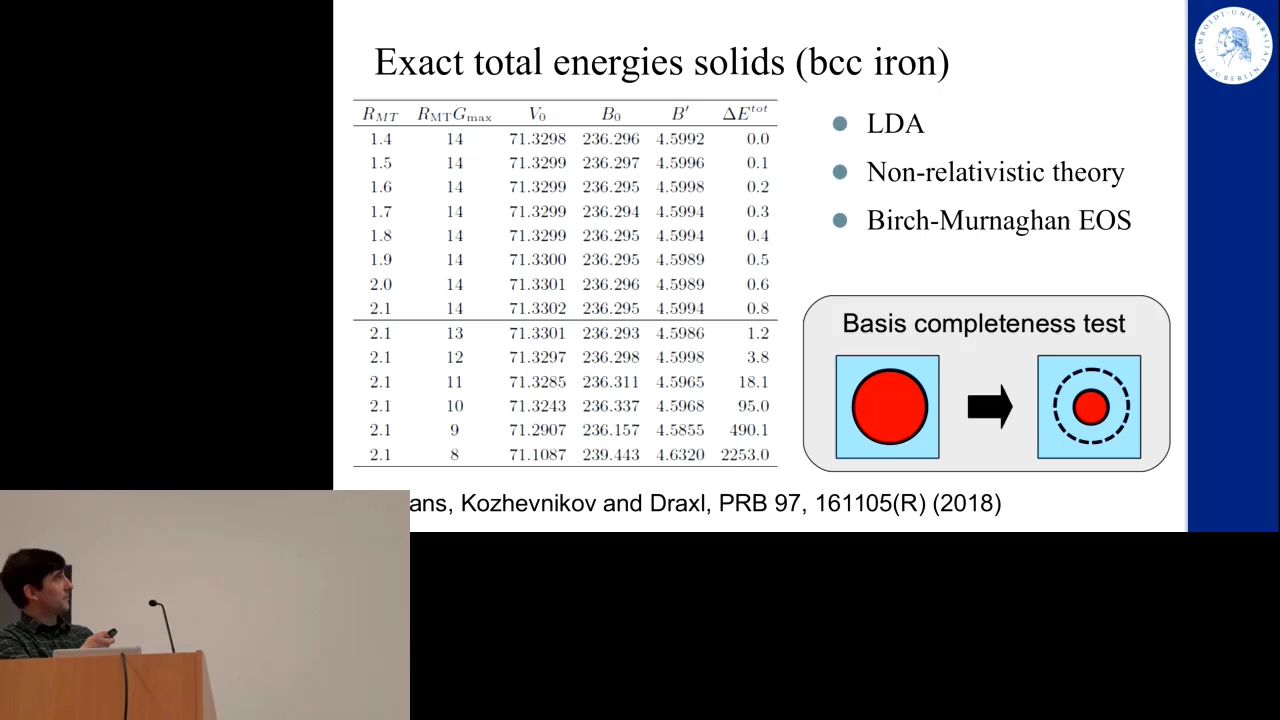 Exact total energies solids (bcc iron)
R_MT R_MTG_max V_0 B_0 B′ ΔE^tot
1.4 14 71.3298 236.296 4.5992 0.0
1.5 14 71.3299 236.297 4.5996 0.1
1.6 14 71.3299 236.295 4.5998 0.2
1.7 14 71.3299 236.294 4.5994 0.3
1.8 14 71.3299 236.295 4.5994 0.4
1.9 14 71.3300 236.295 4.5989 0.5
2.0 14 71.3301 236.296 4.5989 0.6
2.1 14 71.3302 236.295 4.5994 0.8
2.1 13 71.3301 236.293 4.5986 1.2
2.1 12 71.3297 236.298 4.5998 3.8
2.1 11 71.3285 236.311 4.5965 18.1
2.1 10 71.3243 236.337 4.5968 95.0
2.1 9 71.2907 236.157 4.5855 490.1
2.1 8 71.1087 239.443 4.6320 2253.0
LDA
Non-relativistic theory
Birch-Murnaghan EOS
Basis completeness test
ans, Kozhevnikov and Draxl, PRB 97, 161105(R) (2018)
HUMBOLDT-UNIVERSITÄT ZU BERLIN